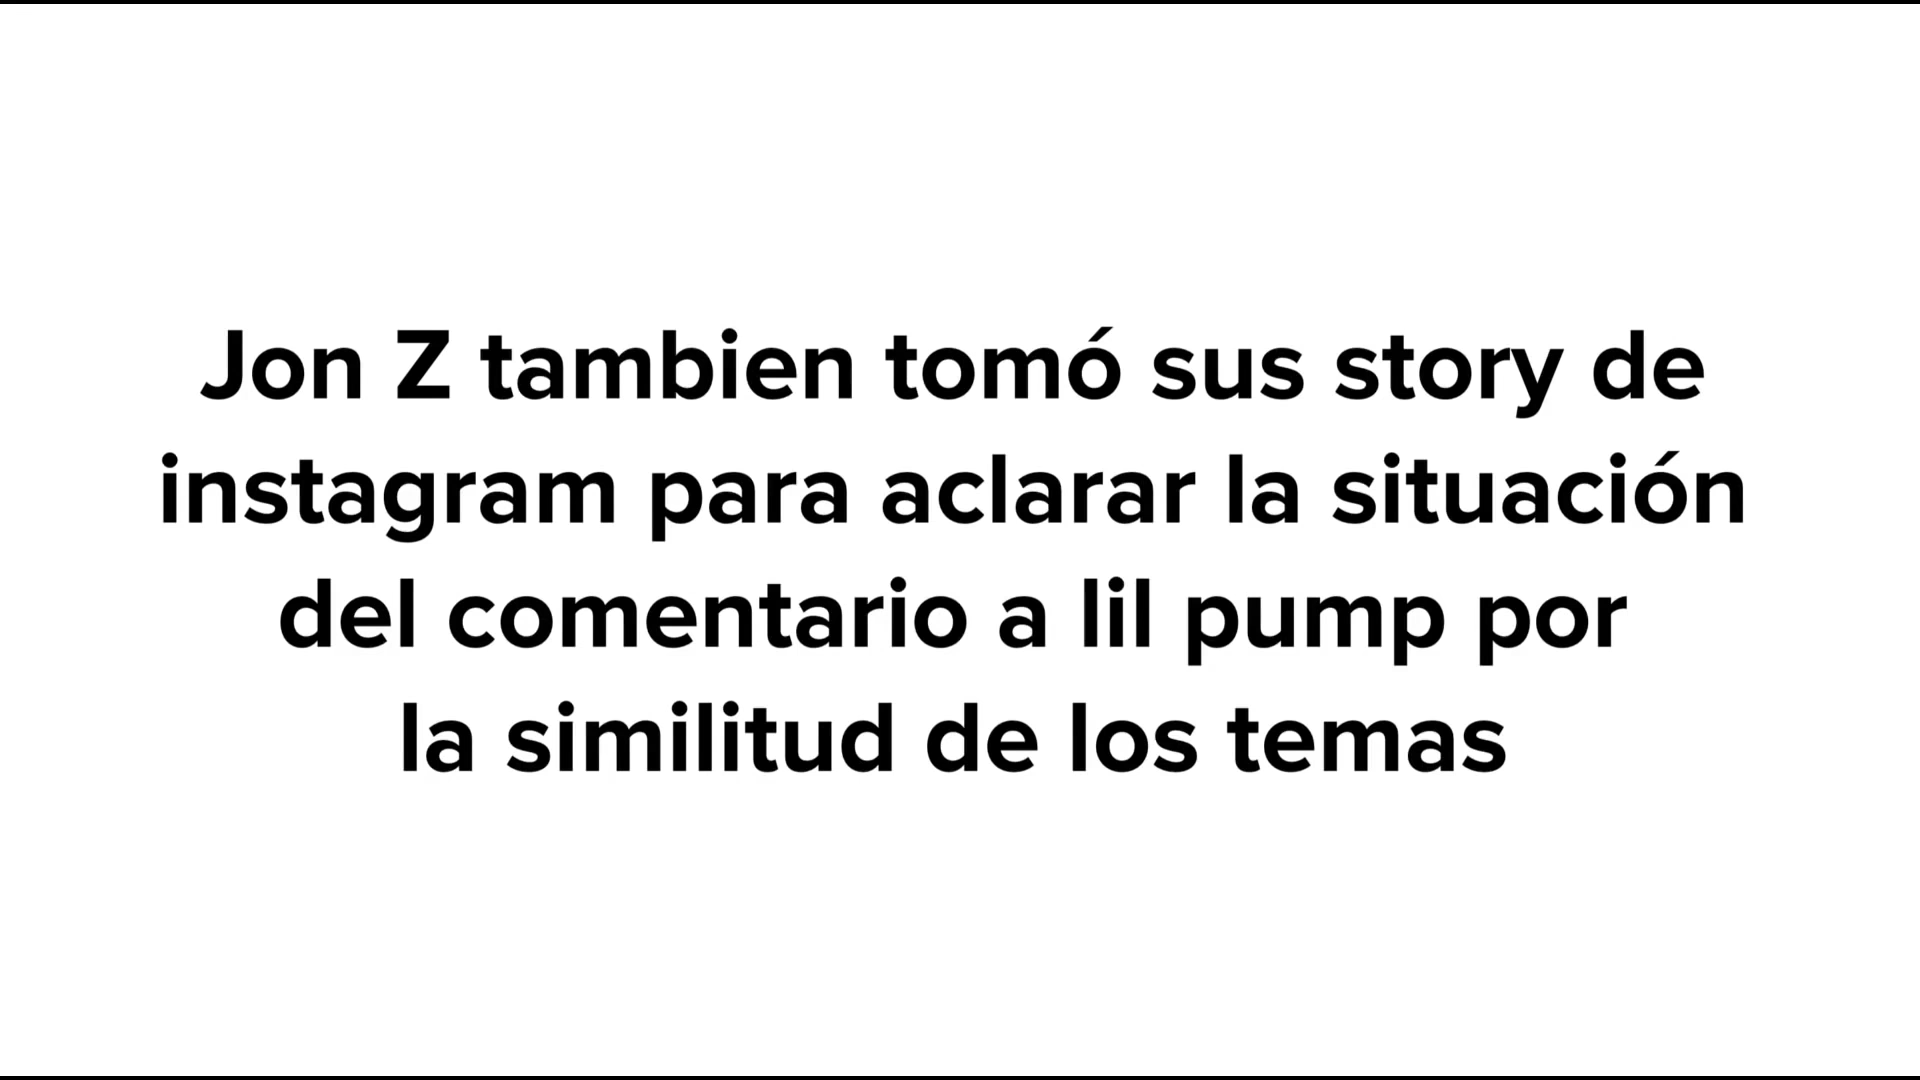 Jon Z tambien tomó sus story de
instagram para aclarar la situación
del comentario a lil pump por
la similitud de los temas